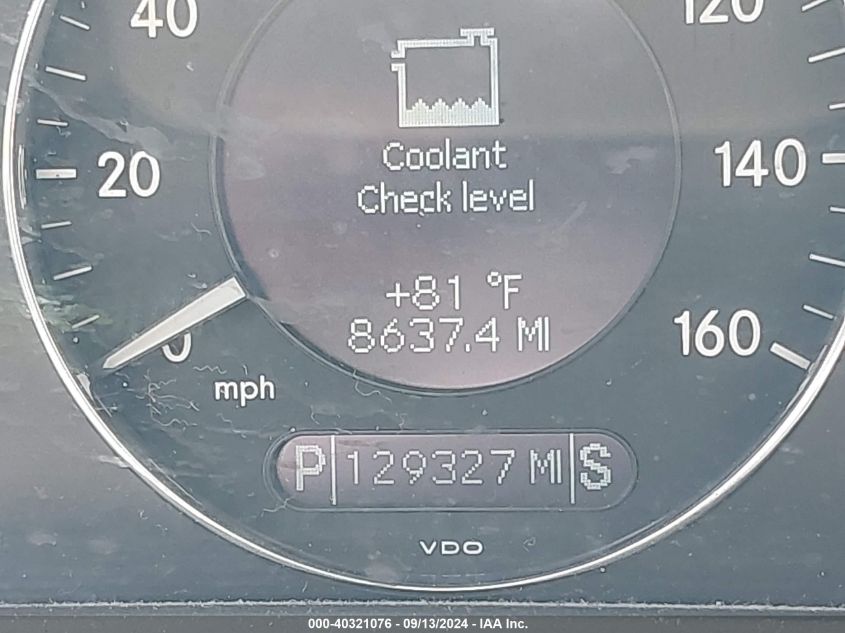 40
120
Coolant
Check level
20
140
+81 °F
8637.4 MI
160
0
mph
P 129327 MI S
VDO
000-40321076 - 09/13/2024 - IAA Inc.